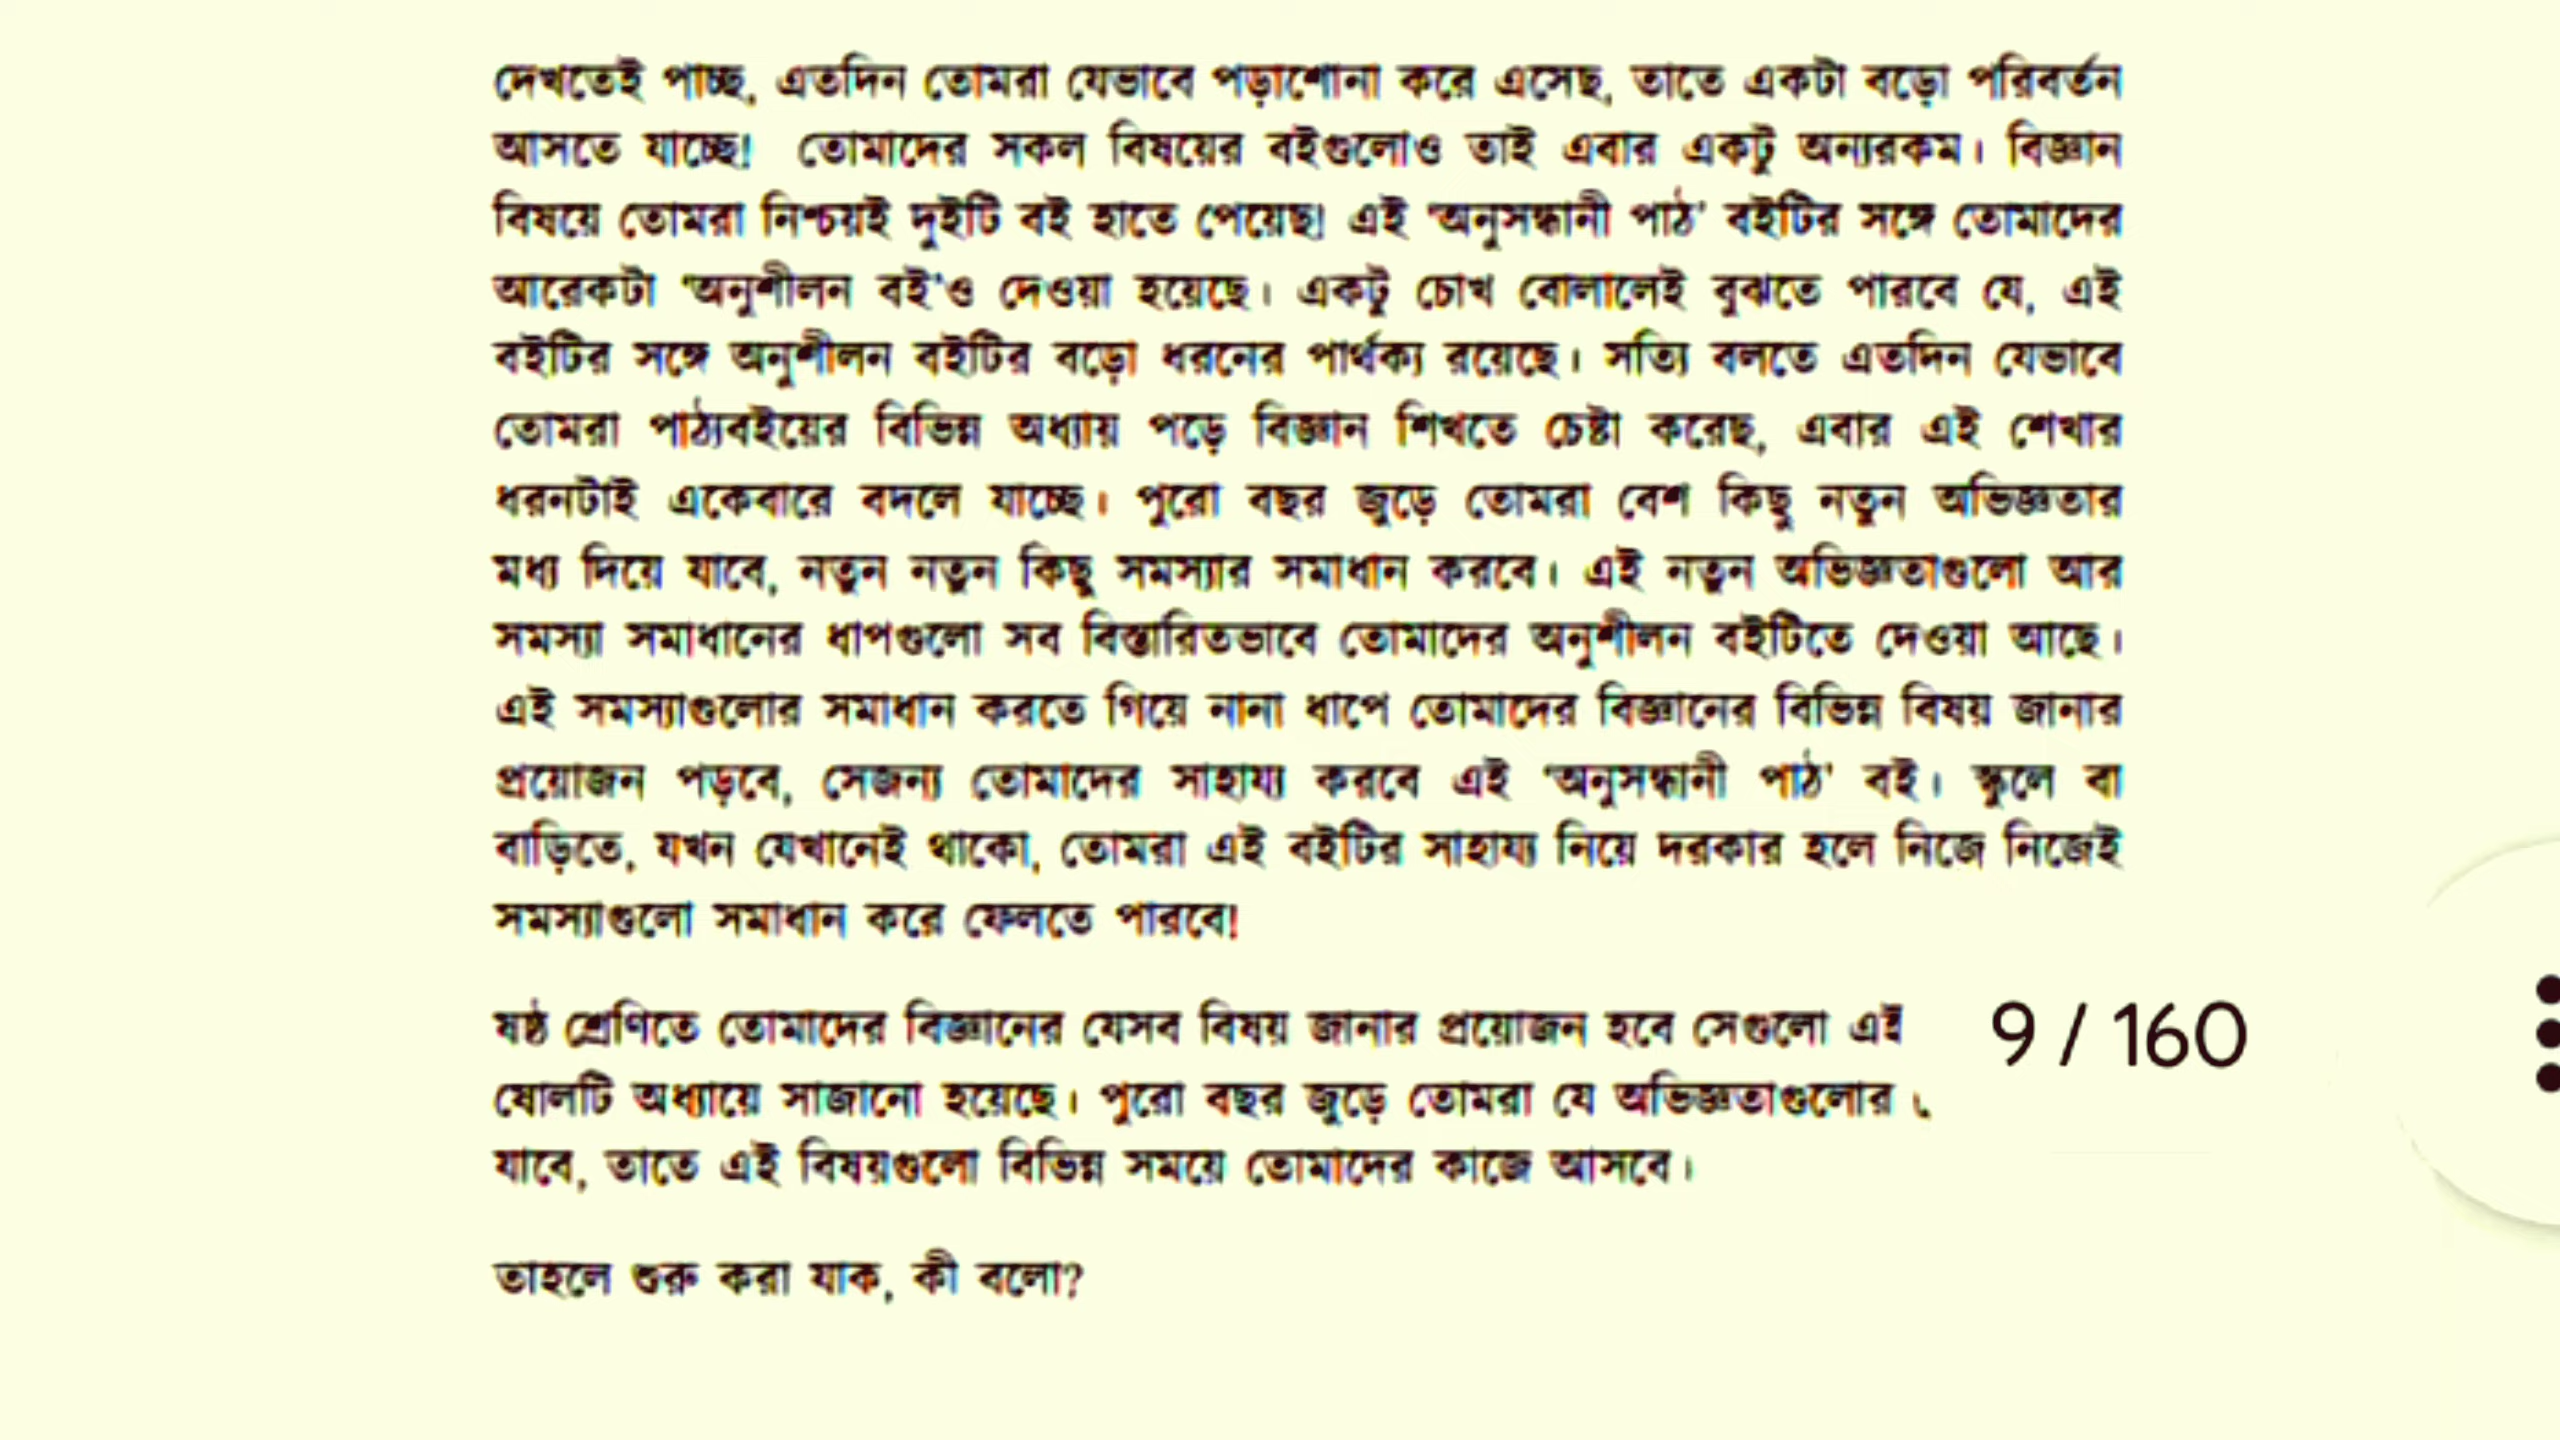 দেখতেই পাচ্ছ, এতদিন তোমরা যেভাবে পড়াশোনা করে এসেছ, তাতে একটা বড়ো পরিবর্তন
আসতে যাচ্ছে! তোমাদের সকল বিষয়ের বইগুলোও তাই এবার একটু অন্যরকম। বিজ্ঞান
বিষয়ে তোমরা নিশ্চয়ই দুইটি বই হাতে পেয়েছ! এই 'অনুসন্ধানী পাঠ' বইটির সঙ্গে তোমাদের
আরেকটা 'অনুশীলন বই'ও দেওয়া হয়েছে। একটু চোখ বোলালেই বুঝতে পারবে যে, এই
বইটির সঙ্গে অনুশীলন বইটির বড়ো ধরনের পার্থক্য রয়েছে। সত্যি বলতে এতদিন যেভাবে
তোমরা পাঠ্যবইয়ের বিভিন্ন অধ্যায় পড়ে বিজ্ঞান শিখতে চেষ্টা করেছ, এবার এই শেখার
ধরনটাই একেবারে বদলে যাচ্ছে। পুরো বছর জুড়ে তোমরা বেশ কিছু নতুন অভিজ্ঞতার
মধ্য দিয়ে যাবে, নতুন নতুন কিছু সমস্যার সমাধান করবে। এই নতুন অভিজ্ঞতাগুলো আর
সমস্যা সমাধানের ধাপগুলো সব বিস্তারিতভাবে তোমাদের অনুশীলন বইটিতে দেওয়া আছে।
এই সমস্যাগুলোর সমাধান করতে গিয়ে নানা ধাপে তোমাদের বিজ্ঞানের বিভিন্ন বিষয় জানার
প্রয়োজন পড়বে, সেজন্য তোমাদের সাহায্য করবে এই 'অনুসন্ধানী পাঠ' বই। স্কুলে বা
বাড়িতে, যখন যেখানেই থাকো, তোমরা এই বইটির সাহায্য নিয়ে দরকার হলে নিজে নিজেই
সমস্যাগুলো সমাধান করে ফেলতে পারবে!
ষষ্ঠ শ্রেণিতে তোমাদের বিজ্ঞানের যেসব বিষয় জানার প্রয়োজন হবে সেগুলো এই
ষোলটি অধ্যায়ে সাজানো হয়েছে। পুরো বছর জুড়ে তোমরা যে অভিজ্ঞতাগুলোর
যাবে, তাতে এই বিষয়গুলো বিভিন্ন সময়ে তোমাদের কাজে আসবে।
তাহলে শুরু করা যাক, কী বলো?
9 / 160